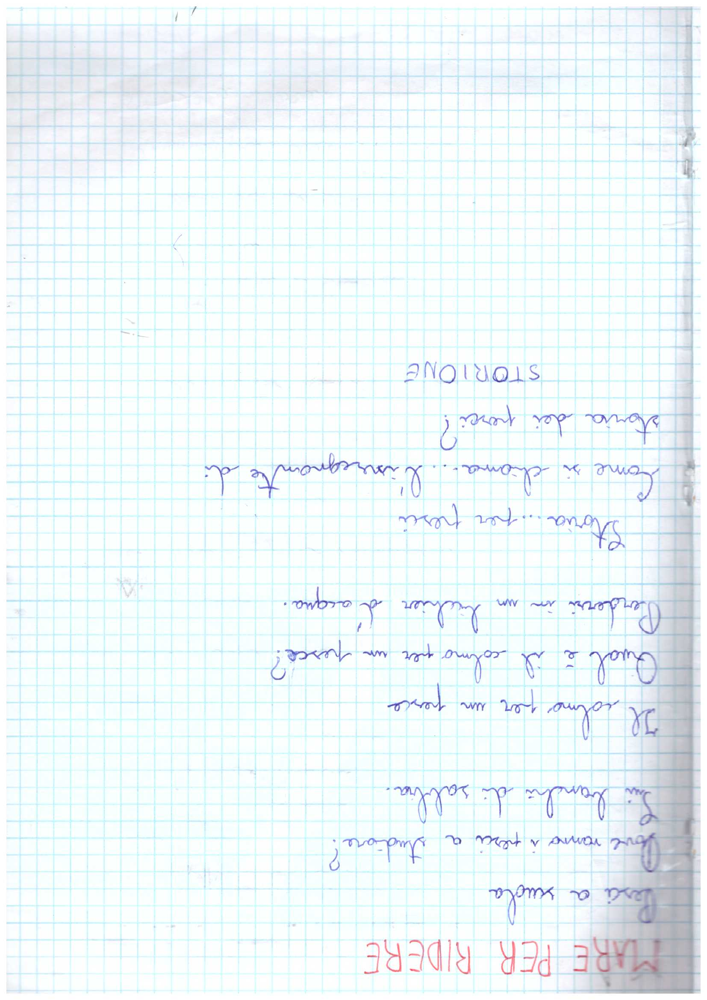 MARE PER RIDERE
Pesci a scuola
Dove vanno i pesci a studiare?
Sui banchi di sabbia.
Il colmo per un pesce
Qual è il colmo per un pesce?
Perdersi in un bicchier d'acqua.
Storia... per pesci
Come si chiama... l'insegnante di
storia dei pesci?
STORIONE